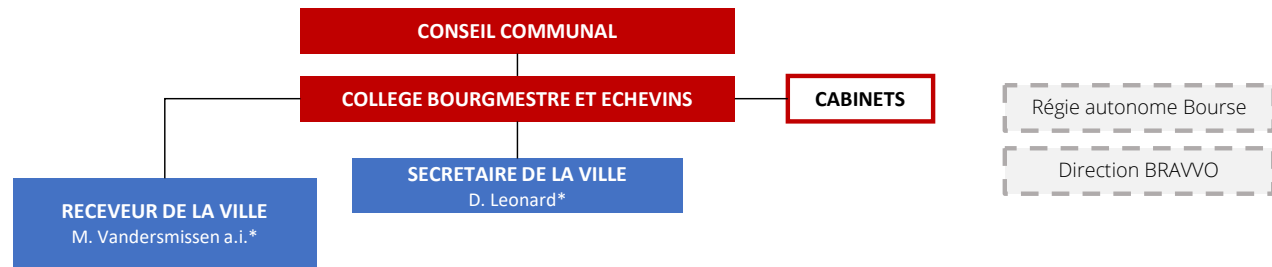 CONSEIL COMMUNAL
COLLEGE BOURGMESTRE ET ECHEVINS
CABINETS
Régie autonome Bourse
Direction BRAVVO
SECRETAIRE DE LA VILLE
D. Leonard*
RECEVEUR DE LA VILLE
M. Vandersmissen a.i.*